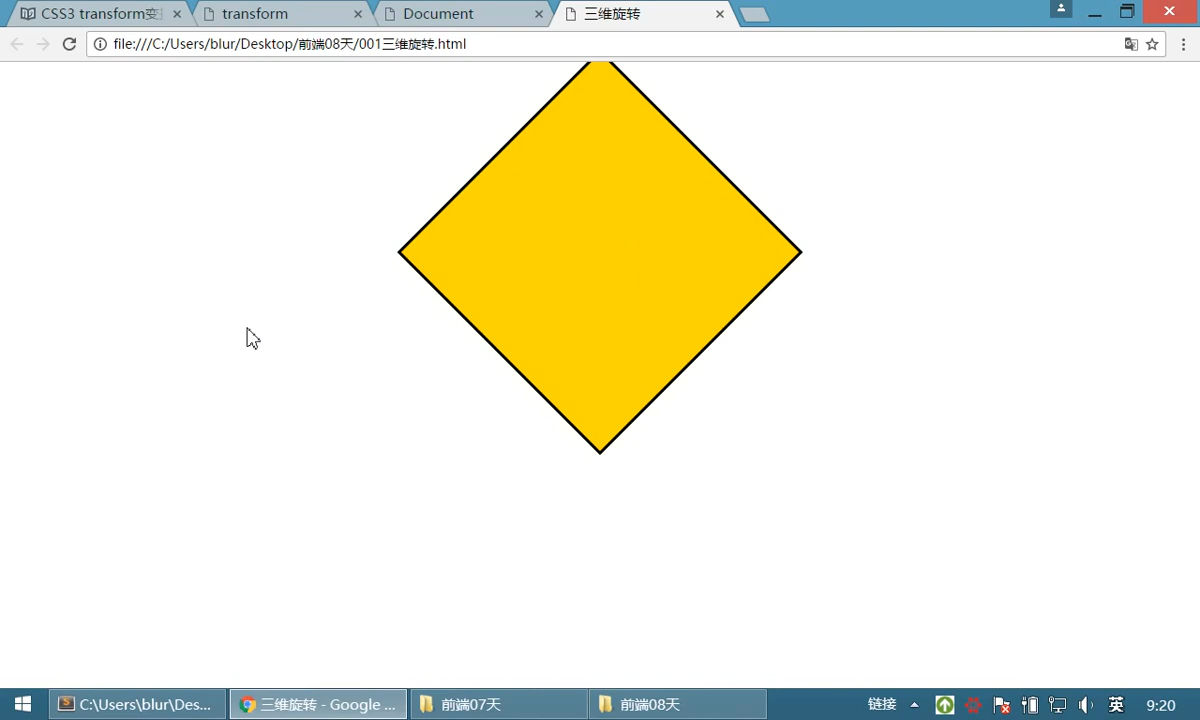 CSS3 transform变
transform
Document
三维旋转
file:///C:/Users/blur/Desktop/前端08天/001三维旋转.html
C:\Users\blur\Des...
三维旋转 - Google ...
前端07天
前端08天
链接
英
9:20